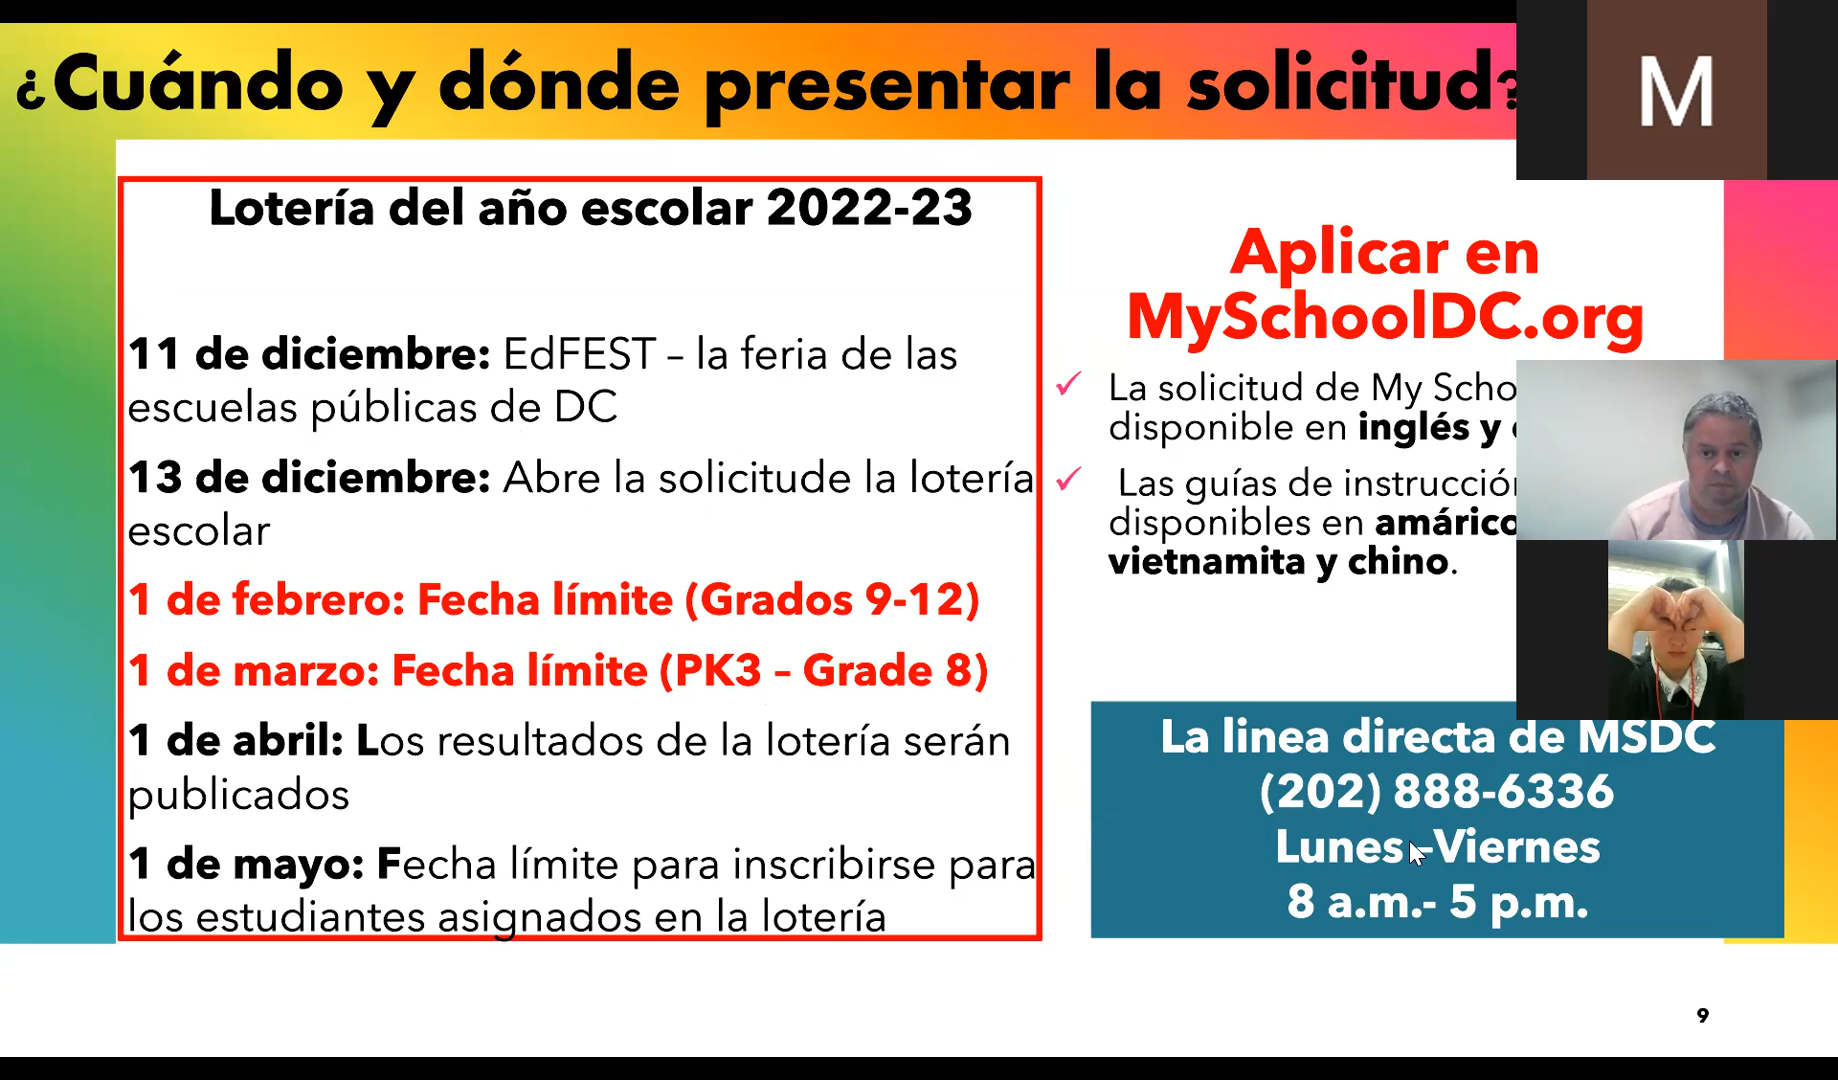 ¿Cuándo y dónde presentar la solicitud?
M
Lotería del año escolar 2022-23
11 de diciembre: EdFEST – la feria de las
escuelas públicas de DC
13 de diciembre: Abre la solicitude la lotería
escolar
1 de febrero: Fecha límite (Grados 9-12)
1 de marzo: Fecha límite (PK3 – Grade 8)
1 de abril: Los resultados de la lotería serán
publicados
1 de mayo: Fecha límite para inscribirse para
los estudiantes asignados en la lotería
Aplicar en
MySchoolDC.org
✓ La solicitud de My
disponible en inglés y
✓ Las guías de
disponibles en
vietnamita y chino.
La linea directa de MSDC
(202) 888-6336
Lunes –Viernes
8 a.m.- 5 p.m.
9